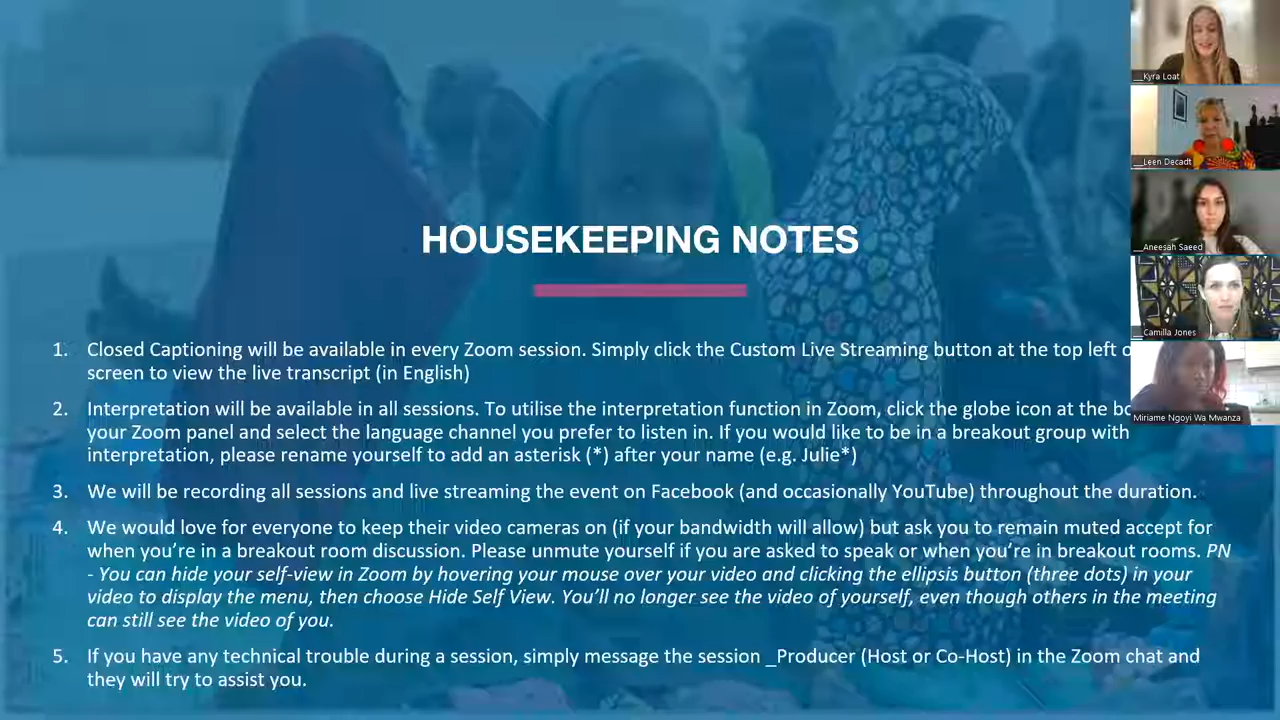 __Kyra Loat
__Leen Decadt
__Aneesah Saeed
__Camilla Jones
Miriame Ngoyi Wa Mwanza
HOUSEKEEPING NOTES
1. Closed Captioning will be available in every Zoom session. Simply click the Custom Live Streaming button at the top left
screen to view the live transcript (in English)
2. Interpretation will be available in all sessions. To utilise the interpretation function in Zoom, click the globe icon at the
your Zoom panel and select the language channel you prefer to listen in. If you would like to be in a breakout group with
interpretation, please rename yourself to add an asterisk (*) after your name (e.g. Julie*)
3. We will be recording all sessions and live streaming the event on Facebook (and occasionally YouTube) throughout the duration.
4. We would love for everyone to keep their video cameras on (if your bandwidth will allow) but ask you to remain muted accept for
when you’re in a breakout room discussion. Please unmute yourself if you are asked to speak or when you’re in breakout rooms. PN
- You can hide your self-view in Zoom by hovering your mouse over your video and clicking the ellipsis button (three dots) in your
video to display the menu, then choose Hide Self View. You’ll no longer see the video of yourself, even though others in the meeting
can still see the video of you.
5. If you have any technical trouble during a session, simply message the session _Producer (Host or Co-Host) in the Zoom chat and
they will try to assist you.